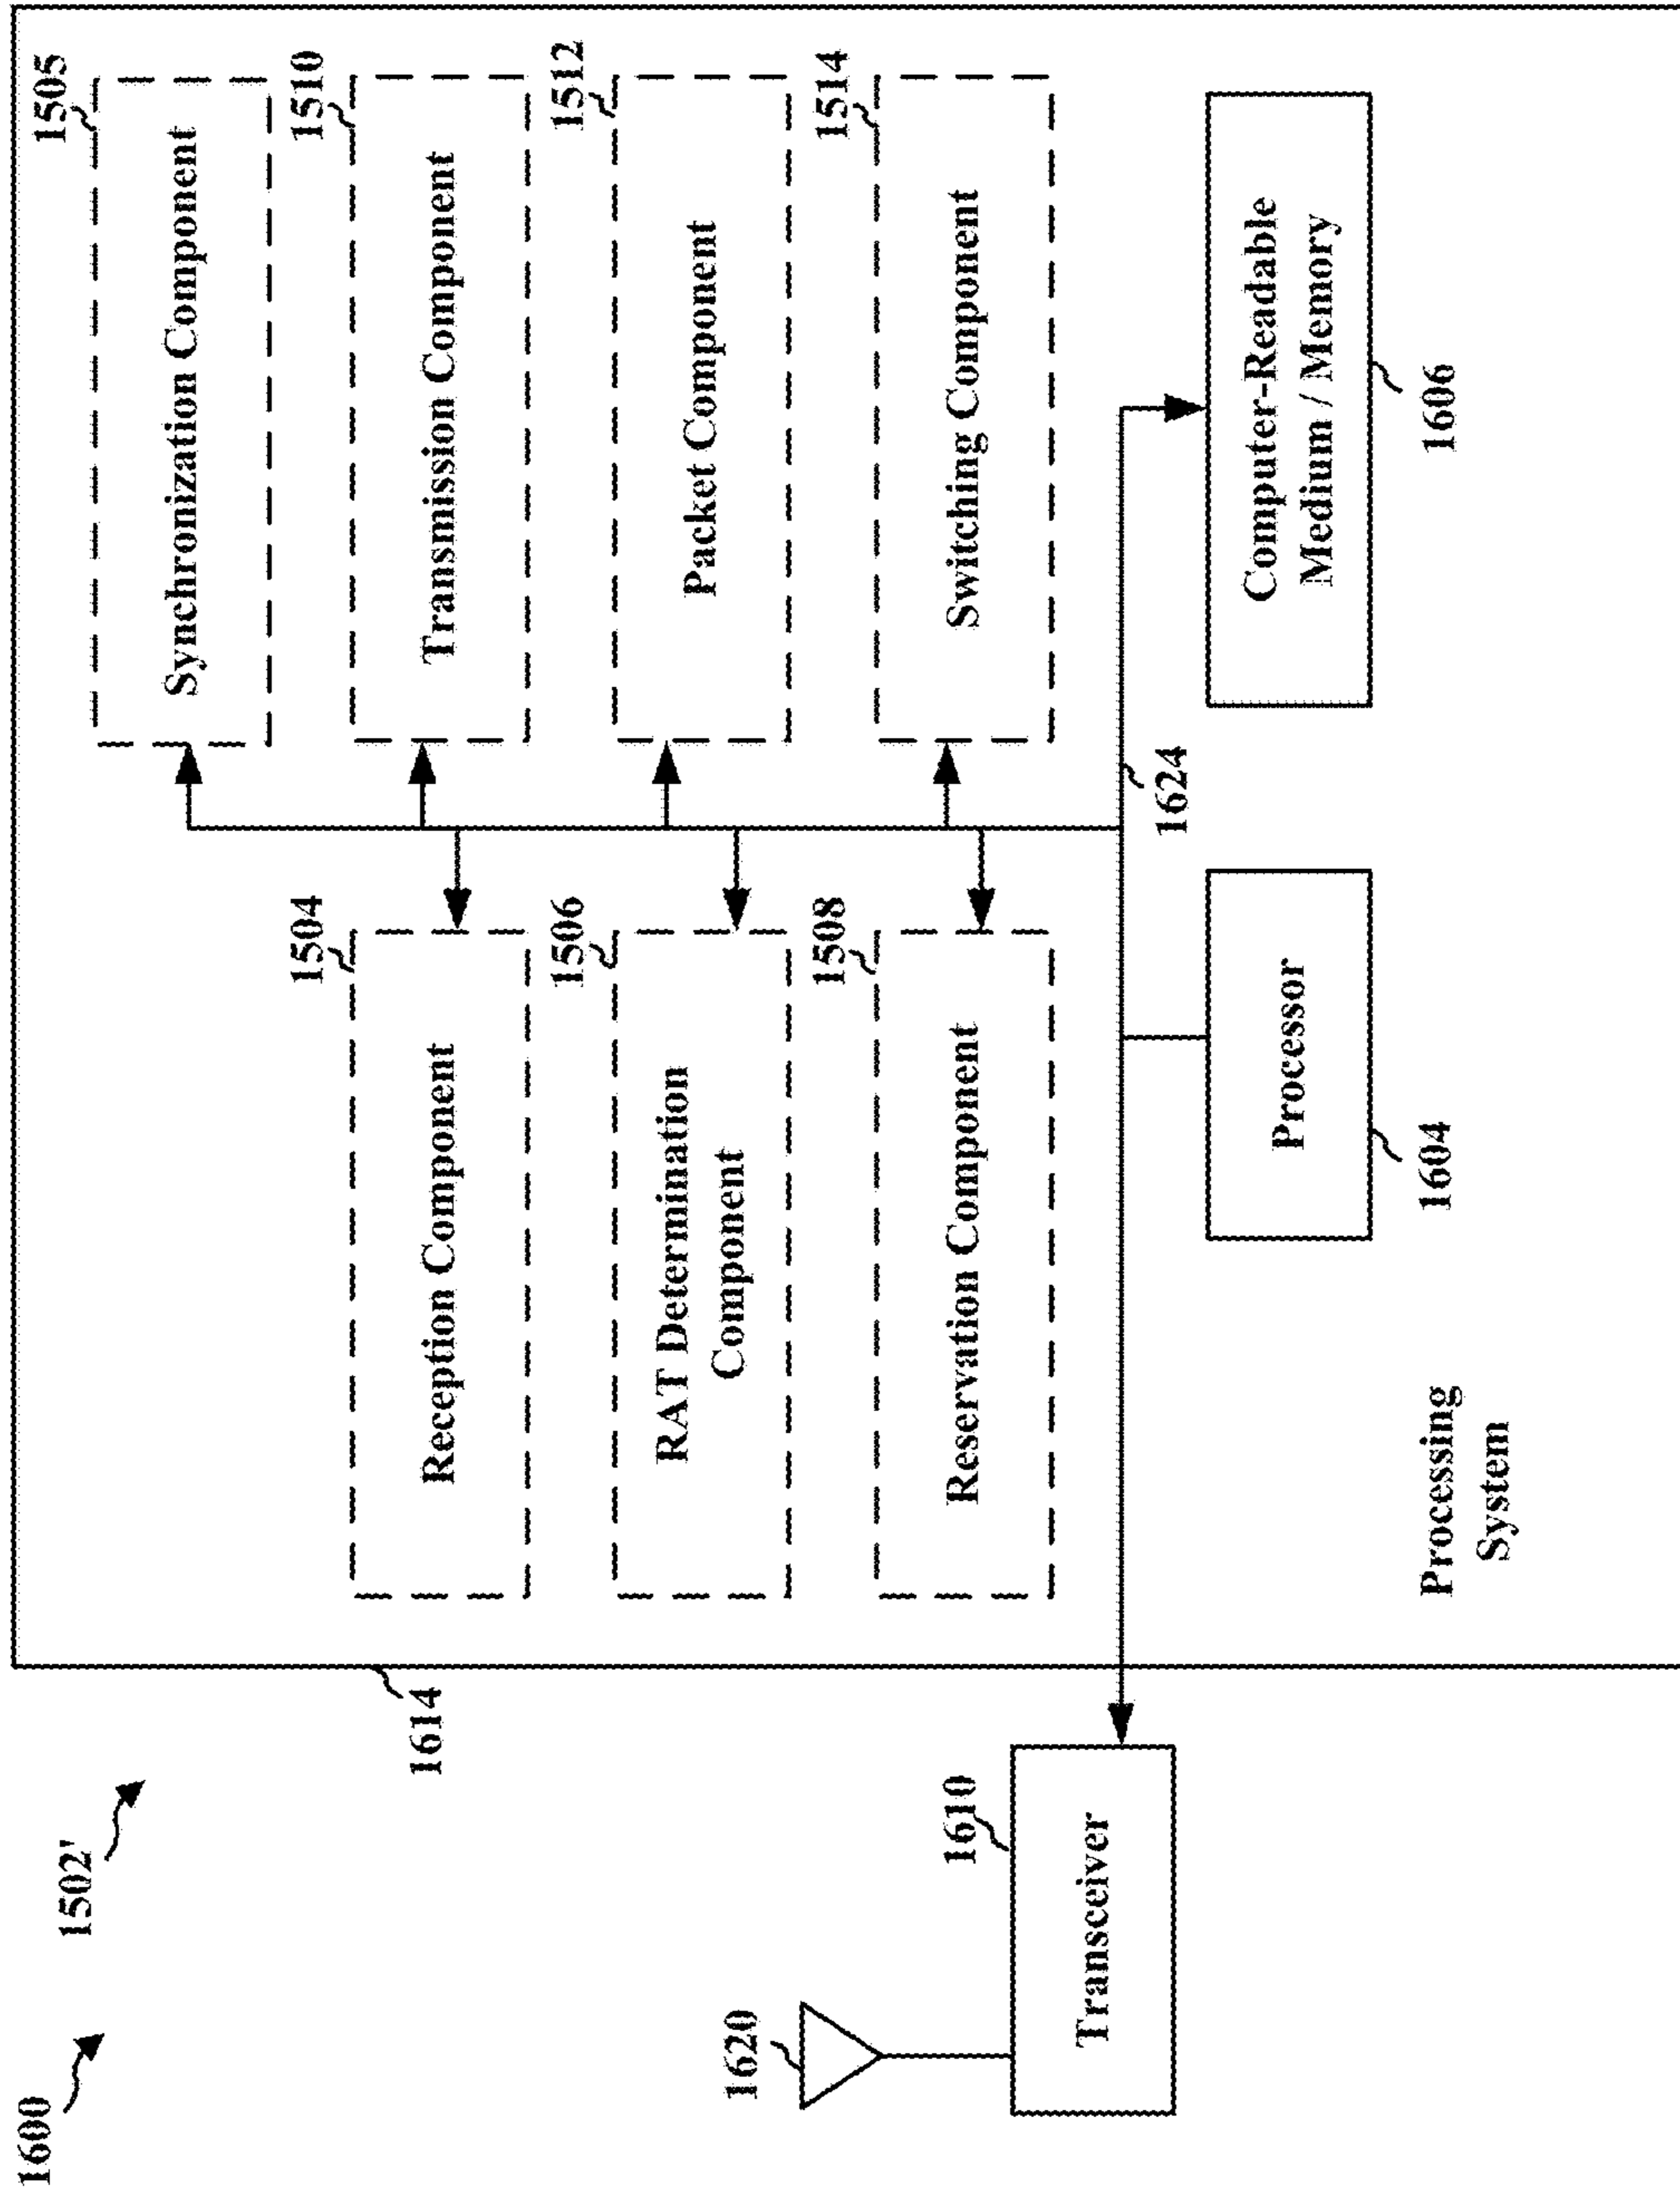 1600
1502'
1614
1505
Synchronization Component
1504
Reception Component
1510
Transmission Component
1506
RAT Determination
Component
1512
Packet Component
1508
Reservation Component
1514
Switching Component
1620
1610
Transceiver
1624
Processor
1604
Computer-Readable
Medium / Memory
1606
Processing
System